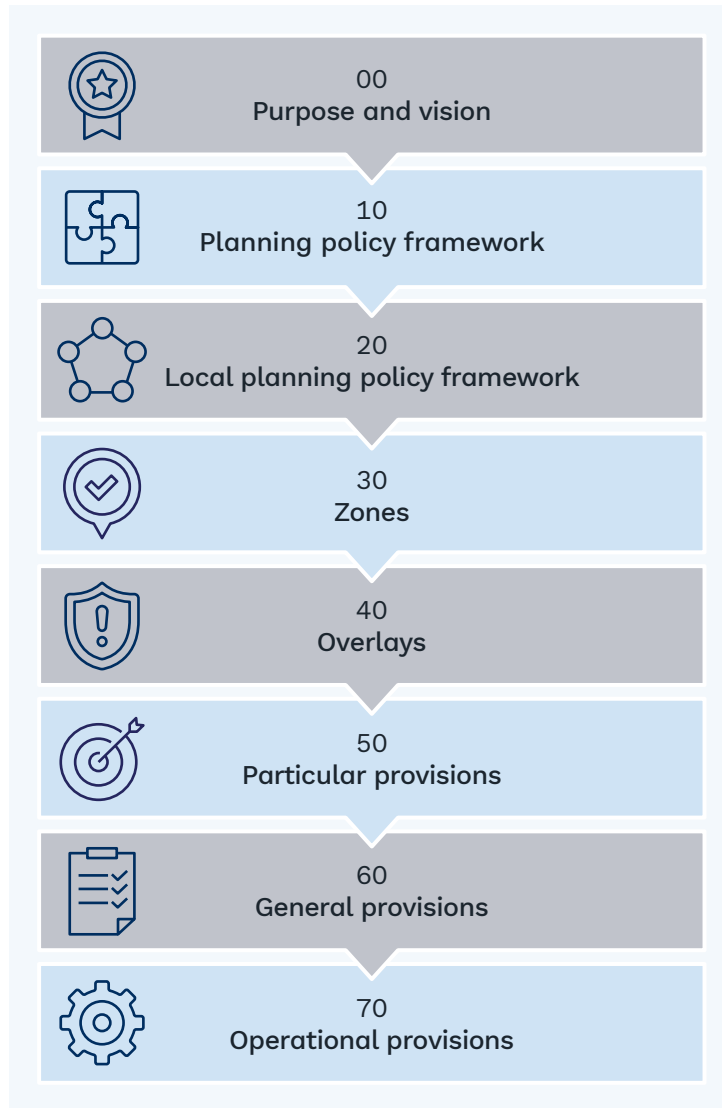 00
Purpose and vision
10
Planning policy framework
20
Local planning policy framework
30
Zones
40
Overlays
50
Particular provisions
60
General provisions
70
Operational provisions